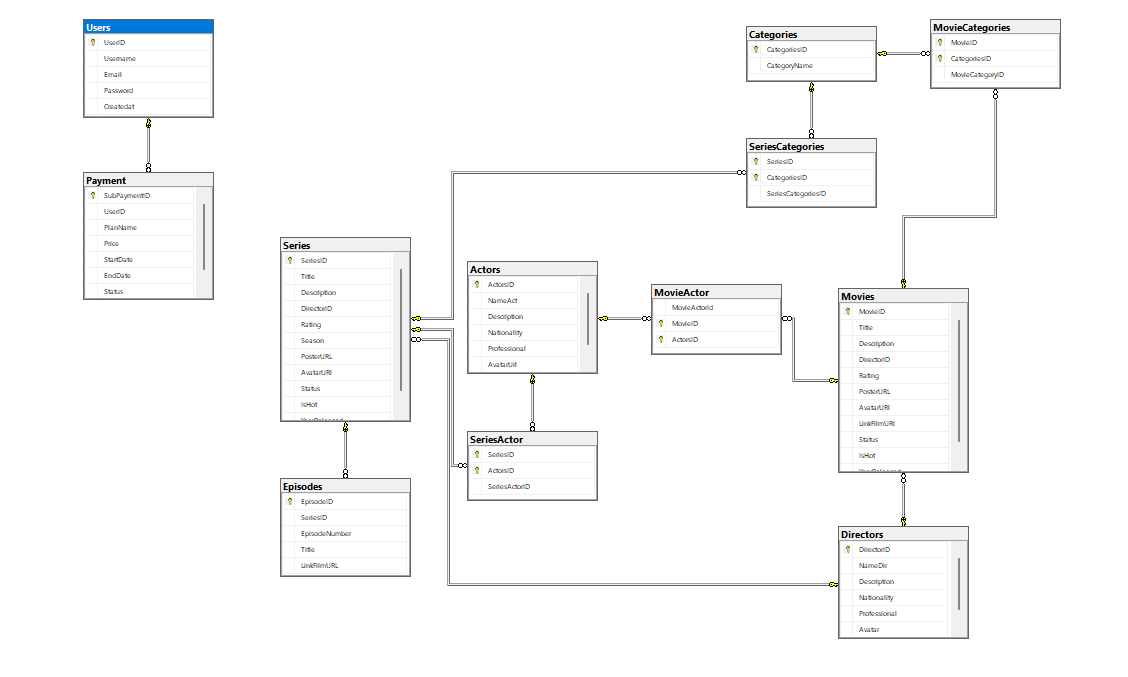 Users
UserID
Username
Email
Password
Createdat
Payment
SubPaymentID
UserID
PlanName
Price
StartDate
EndDate
Status
Series
SeriesID
Title
Description
DirectorID
Rating
Season
PosterURL
AvatarURl
Status
IsHot
Episodes
EpisodeID
SeriesID
EpisodeNumber
Title
LinkFilmURL
Actors
ActorsID
NameAct
Description
Nationality
Professional
AvatarUrl
SeriesActor
SeriesID
ActorsID
SeriesActorID
MovieActor
MovieActorId
MovieID
ActorsID
Categories
CategoriesID
CategoryName
SeriesCategories
SeriesID
CategoriesID
SeriesCategoriesID
MovieCategories
MovieID
CategoriesID
MovieCategoryID
Movies
MovieID
Title
Description
DirectorID
Rating
PosterURL
AvatarURl
LinkFilmURl
Status
IsHot
Directors
DirectorID
NameDir
Description
Nationality
Professional
Avatar